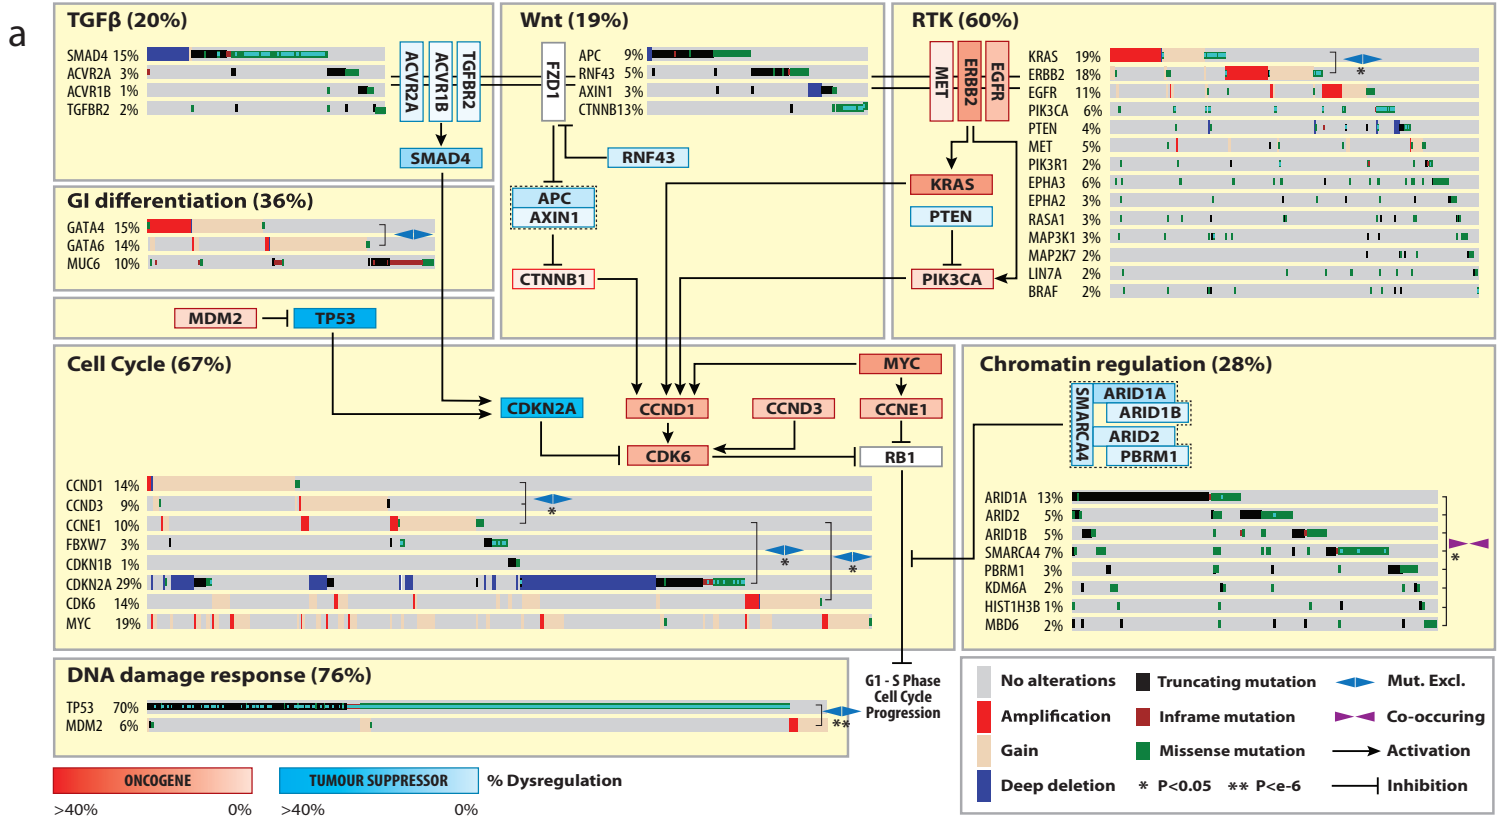 a
TGFβ (20%)
SMAD4 15%
ACVR2A 3%
ACVR1B 1%
TGFBR2 2%
ACVR2A
ACVR1B
TGFBR2
SMAD4
Wnt (19%)
APC 9%
RNF43 5%
AXIN1 3%
CTNNB13%
FZD1
RNF43
APC
AXIN1
CTNNB1
RTK (60%)
MET
ERBB2
EGFR
KRAS
PTEN
PIK3CA
KRAS 19%
ERBB2 18%
EGFR 11%
PIK3CA 6%
PTEN 4%
MET 5%
PIK3R1 2%
EPHA3 6%
EPHA2 3%
RASA1 3%
MAP3K1 3%
MAP2K7 2%
LIN7A 2%
BRAF 2%
*
GI differentiation (36%)
GATA4 15%
GATA6 14%
MUC6 10%
MDM2
TP53
Cell Cycle (67%)
MYC
CDKN2A
CCND1
CCND3
CCNE1
CDK6
RB1
CCND1 14%
CCND3 9%
CCNE1 10%
FBXW7 3%
CDKN1B 1%
CDKN2A 29%
CDK6 14%
MYC 19%
*
*
*
Chromatin regulation (28%)
SMARCA4
ARID1A
ARID1B
ARID2
PBRM1
ARID1A 13%
ARID2 5%
ARID1B 5%
SMARCA4 7%
PBRM1 3%
KDM6A 2%
HIST1H3B 1%
MBD6 2%
*
DNA damage response (76%)
TP53 70%
MDM2 6%
**
G1 - S Phase
Cell Cycle
Progression
ONCOGENE
>40% 0%
TUMOUR SUPPRESSOR
>40% 0%
% Dysregulation
No alterations
Amplification
Gain
Deep deletion
Truncating mutation
Inframe mutation
Missense mutation
* P<0.05 ** P<e-6
Mut. Excl.
Co-occuring
Activation
Inhibition